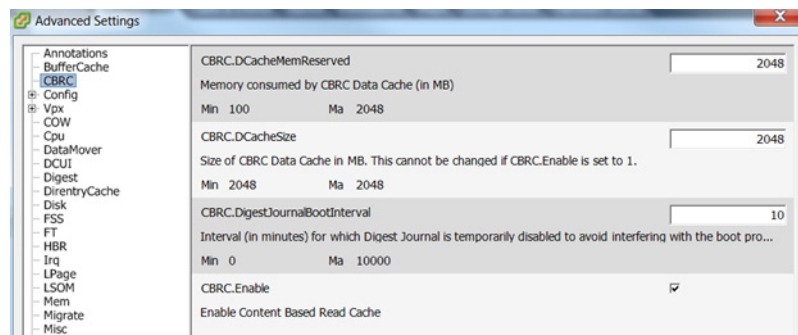 Advanced Settings
Annotations
BufferCache
CBRC
Config
Vpx
COW
Cpu
DataMover
DCUI
Digest
DirentryCache
Disk
FSS
FT
HBR
Irq
LPage
LSOM
Mem
Migrate
Misc
CBRC.DCacheMemReserved 2048
Memory consumed by CBRC Data Cache (in MB)
Min 100 Ma 2048
CBRC.DCacheSize 2048
Size of CBRC Data Cache in MB. This cannot be changed if CBRC.Enable is set to 1.
Min 2048 Ma 2048
CBRC.DigestJournalBootInterval 10
Interval (in minutes) for which Digest Journal is temporarily disabled to avoid interfering with the boot pro...
Min 0 Ma 10000
CBRC.Enable
Enable Content Based Read Cache